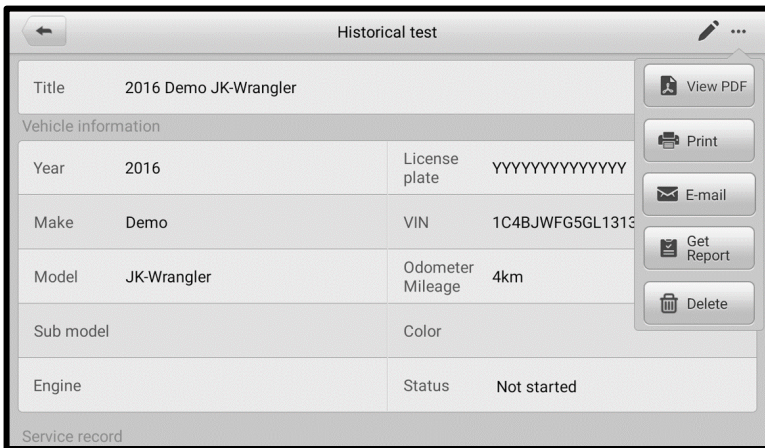 Historical test
View PDF
Print
E-mail
Get
Report
Delete
Title 2016 Demo JK-Wrangler
Vehicle information
Year 2016 License plate YYYYYYYYYYYYYY
Make Demo VIN 1C4BJWFG5GL1313
Model JK-Wrangler Odometer Mileage 4km
Sub model Color
Engine Status Not started
Service record